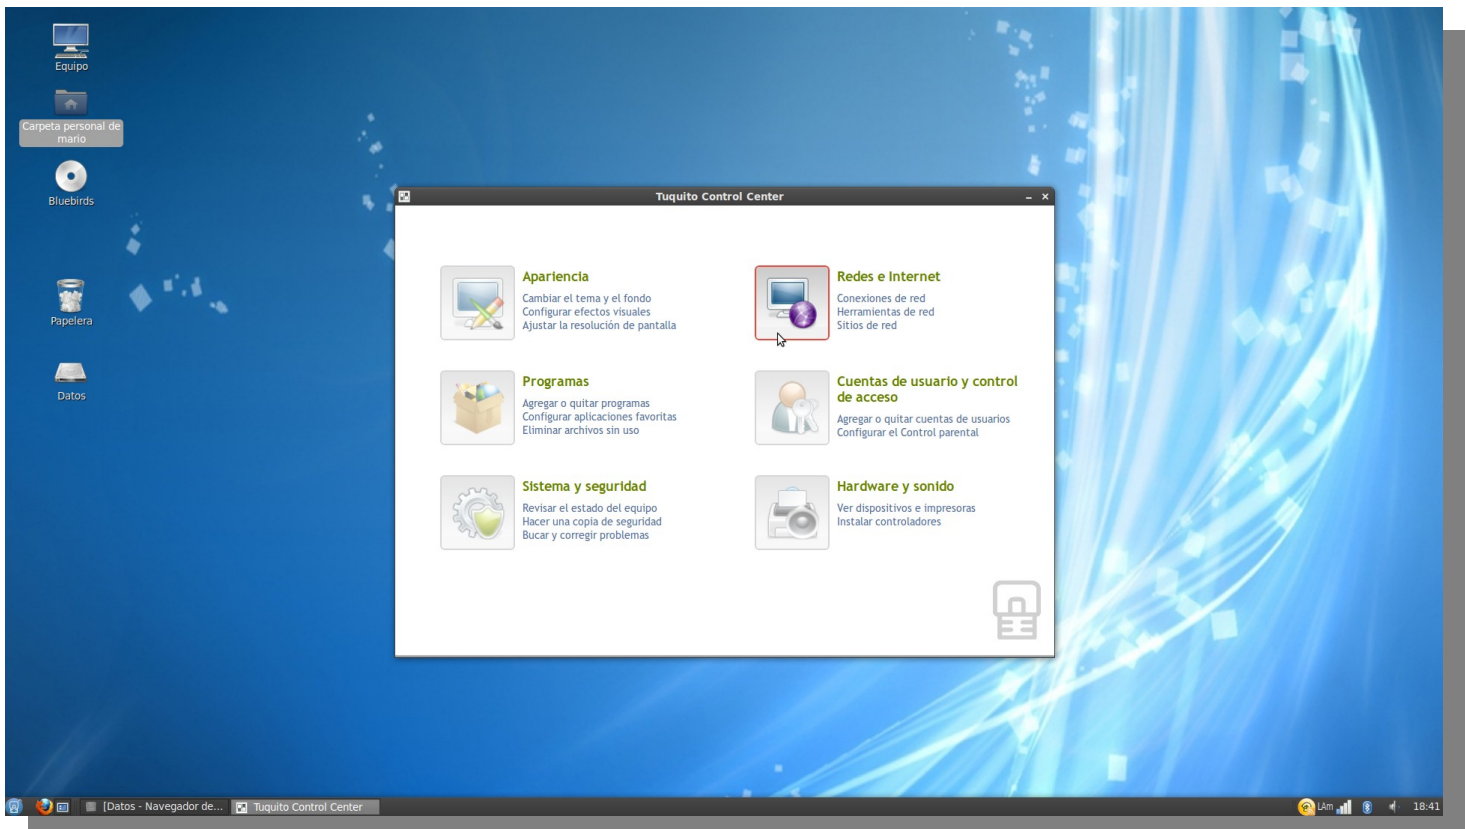 Equipo
Carpeta personal de
mario
Bluebirds
Papelera
Datos
Tuquito Control Center
Apariencia
Cambiar el tema y el fondo
Configurar efectos visuales
Ajustar la resolución de pantalla
Redes e Internet
Conexiones de red
Herramientas de red
Sitios de red
Programas
Agregar o quitar programas
Configurar aplicaciones favoritas
Eliminar archivos sin uso
Cuentas de usuario y control
de acceso
Agregar o quitar cuentas de usuarios
Configurar el Control parental
Sistema y seguridad
Revisar el estado del equipo
Hacer una copia de seguridad
Bucar y corregir problemas
Hardware y sonido
Ver dispositivos e impresoras
Instalar controladores
[Datos - Navegador de...
Tuquito Control Center
LAm
18:41